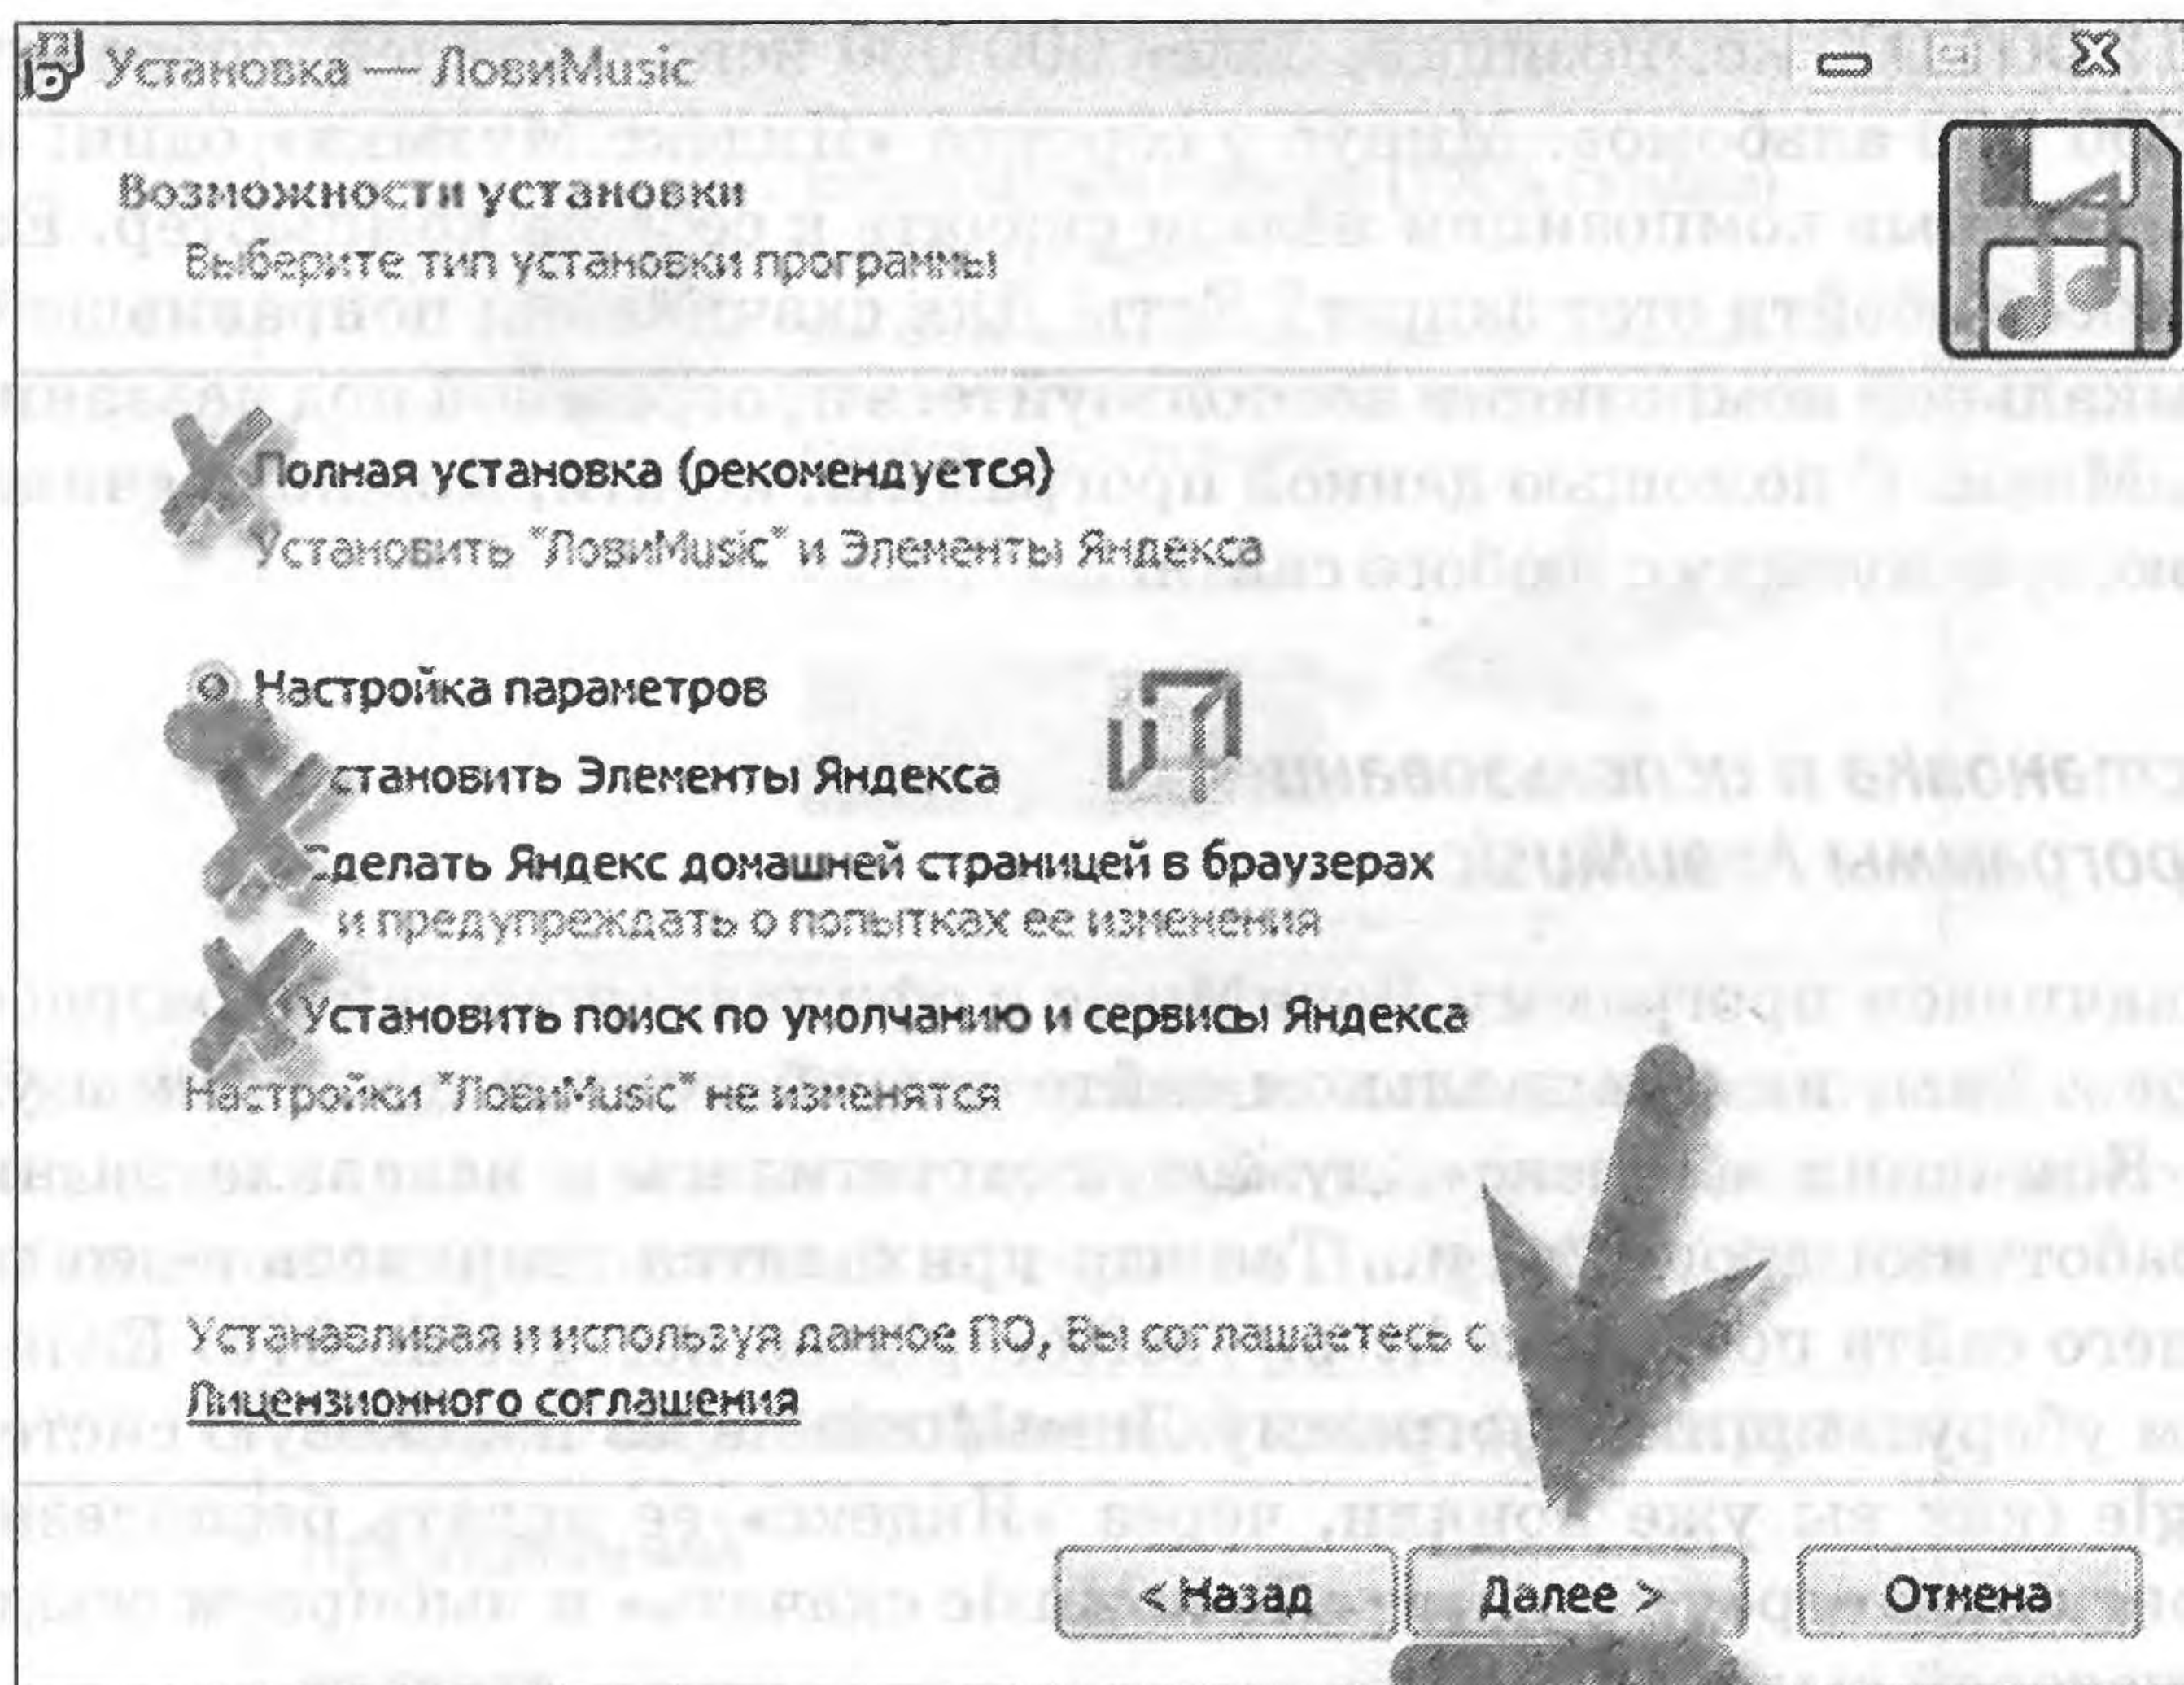 Установка — ЛовиMusic
Возможности установки
Выберите тип установки программы
Полная установка (рекомендуется)
Установить "ЛовиMusic" и Элементы Яндекса
Настройка параметров
становить Элементы Яндекса
Сделать Яндекс домашней страницей в браузерах
и предупреждать о попытках ее изменения
Установить поиск по умолчанию и сервисы Яндекса
Настройки "ЛовиMusic" не изменятся
Устанавливая и используя данное ПО, Вы соглашаетесь с
Лицензионного соглашения
< Назад
Далее >
Отмена